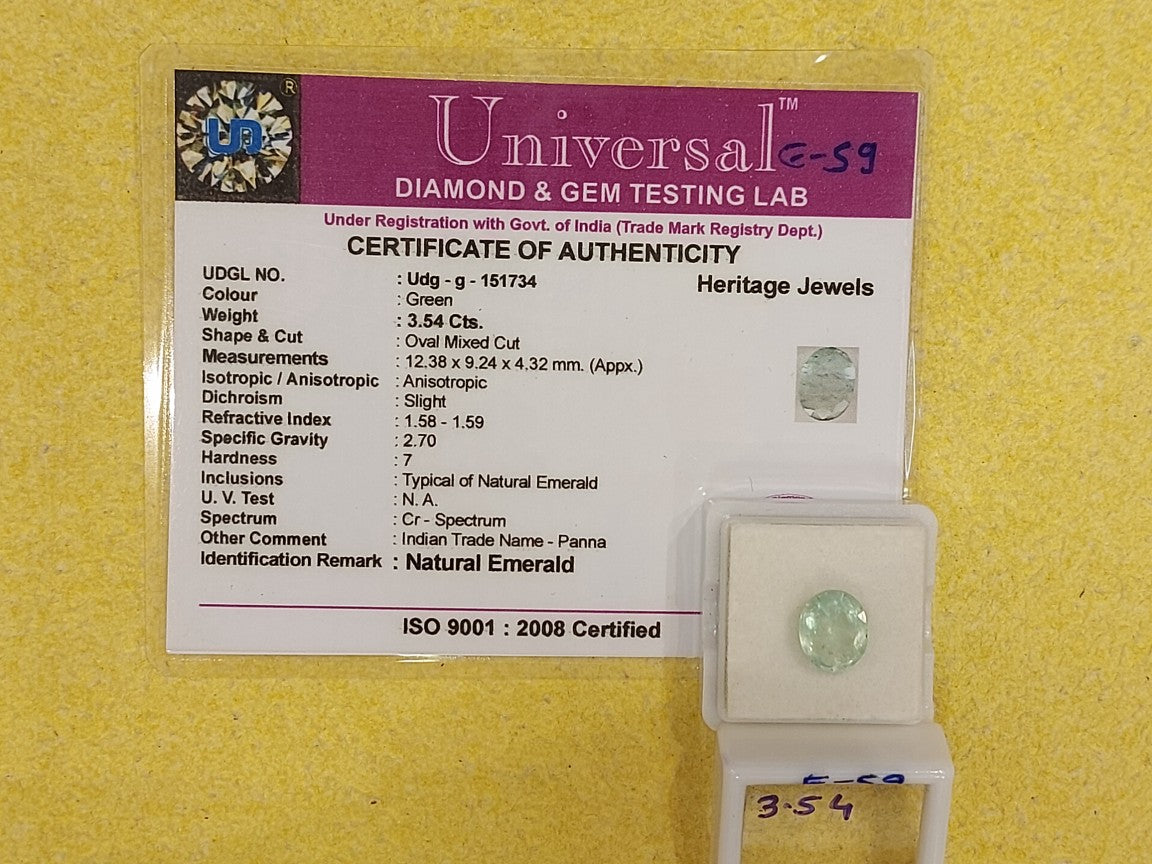 ®
UD
Universal™ E-59
DIAMOND & GEM TESTING LAB
Under Registration with Govt. of India (Trade Mark Registry Dept.)
CERTIFICATE OF AUTHENTICITY
UDGL NO. : Udg - g - 151734
Heritage Jewels
Colour : Green
Weight : 3.54 Cts.
Shape & Cut : Oval Mixed Cut
Measurements : 12.38 x 9.24 x 4.32 mm. (Appx.)
Isotropic / Anisotropic : Anisotropic
Dichroism : Slight
Refractive Index : 1.58 - 1.59
Specific Gravity : 2.70
Hardness : 7
Inclusions : Typical of Natural Emerald
U. V. Test : N. A.
Spectrum : Cr - Spectrum
Other Comment : Indian Trade Name - Panna
Identification Remark : Natural Emerald
ISO 9001 : 2008 Certified
E-59
3.54